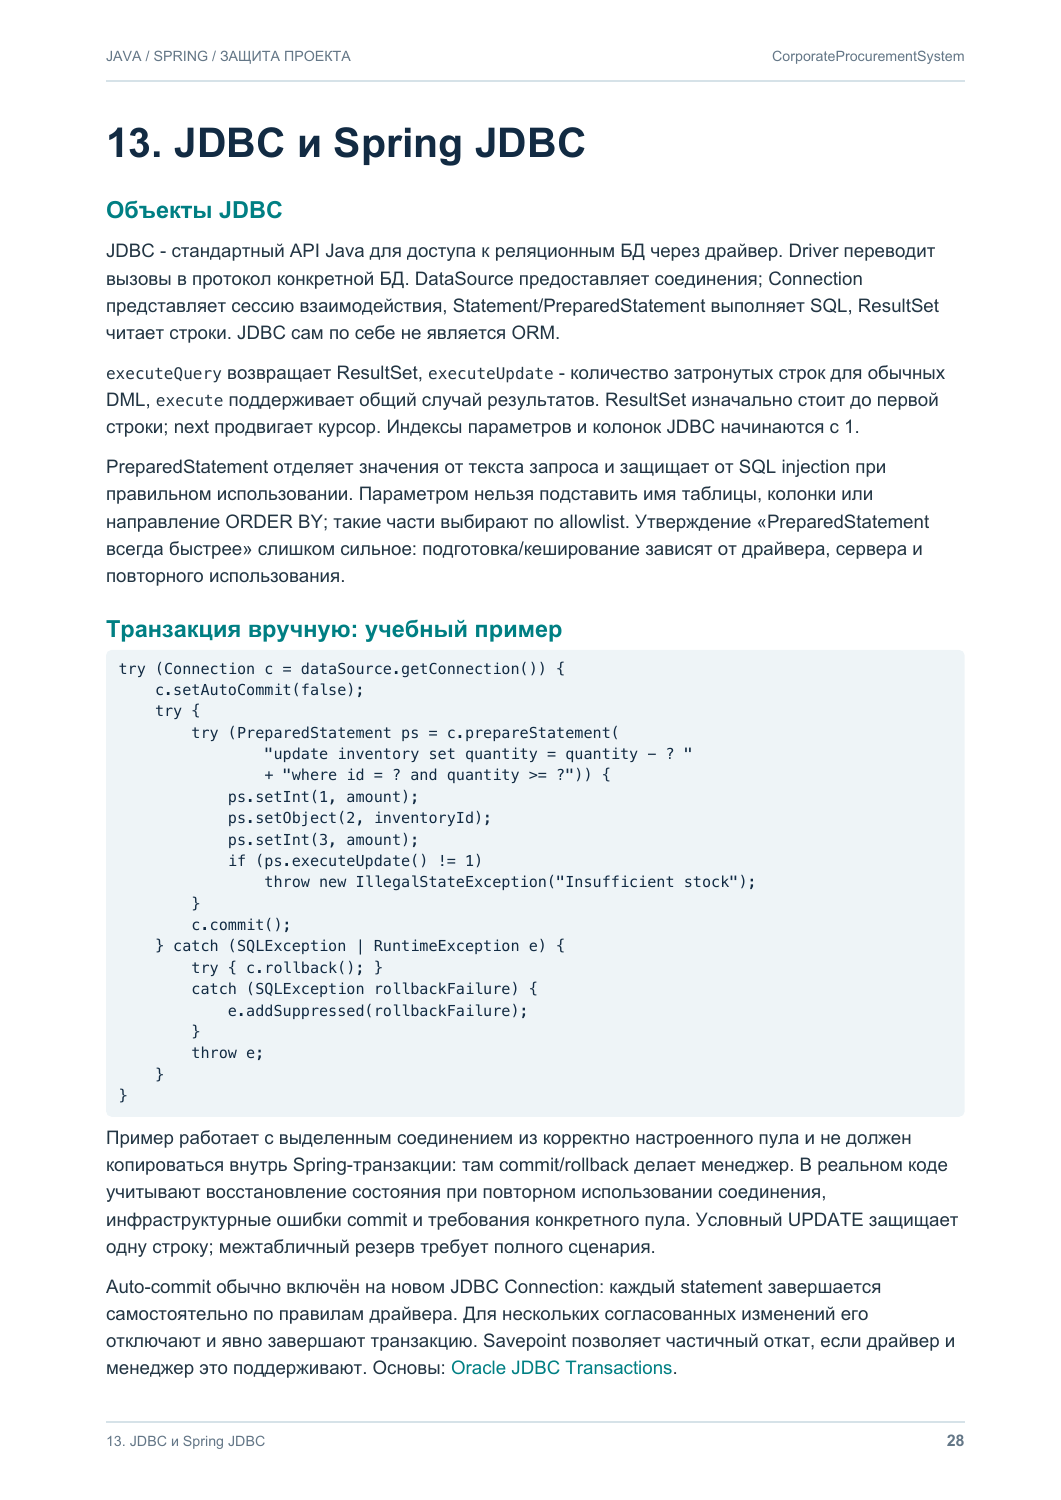 JAVA / SPRING / ЗАЩИТА ПРОЕКТА
CorporateProcurementSystem
13. JDBC и Spring JDBC
Объекты JDBC
JDBC - стандартный API Java для доступа к реляционным БД через драйвер. Driver переводит
вызовы в протокол конкретной БД. DataSource предоставляет соединения; Connection
представляет сессию взаимодействия, Statement/PreparedStatement выполняет SQL, ResultSet
читает строки. JDBC сам по себе не является ORM.
executeQuery возвращает ResultSet, executeUpdate - количество затронутых строк для обычных
DML, execute поддерживает общий случай результатов. ResultSet изначально стоит до первой
строки; next продвигает курсор. Индексы параметров и колонок JDBC начинаются с 1.
PreparedStatement отделяет значения от текста запроса и защищает от SQL injection при
правильном использовании. Параметром нельзя подставить имя таблицы, колонки или
направление ORDER BY; такие части выбирают по allowlist. Утверждение «PreparedStatement
всегда быстрее» слишком сильное: подготовка/кеширование зависят от драйвера, сервера и
повторного использования.
Транзакция вручную: учебный пример
try (Connection c = dataSource.getConnection()) {
    c.setAutoCommit(false);
    try {
        try (PreparedStatement ps = c.prepareStatement(
                "update inventory set quantity = quantity − ? "
                + "where id = ? and quantity >= ?")) {
            ps.setInt(1, amount);
            ps.setObject(2, inventoryId);
            ps.setInt(3, amount);
            if (ps.executeUpdate() != 1)
                throw new IllegalStateException("Insufficient stock");
        }
        c.commit();
    } catch (SQLException | RuntimeException e) {
        try { c.rollback(); }
        catch (SQLException rollbackFailure) {
            e.addSuppressed(rollbackFailure);
        }
        throw e;
    }
}
Пример работает с выделенным соединением из корректно настроенного пула и не должен
копироваться внутрь Spring-транзакции: там commit/rollback делает менеджер. В реальном коде
учитывают восстановление состояния при повторном использовании соединения,
инфраструктурные ошибки commit и требования конкретного пула. Условный UPDATE защищает
одну строку; межтабличный резерв требует полного сценария.
Auto-commit обычно включён на новом JDBC Connection: каждый statement завершается
самостоятельно по правилам драйвера. Для нескольких согласованных изменений его
отключают и явно завершают транзакцию. Savepoint позволяет частичный откат, если драйвер и
менеджер это поддерживают. Основы: Oracle JDBC Transactions.
13. JDBC и Spring JDBC
28